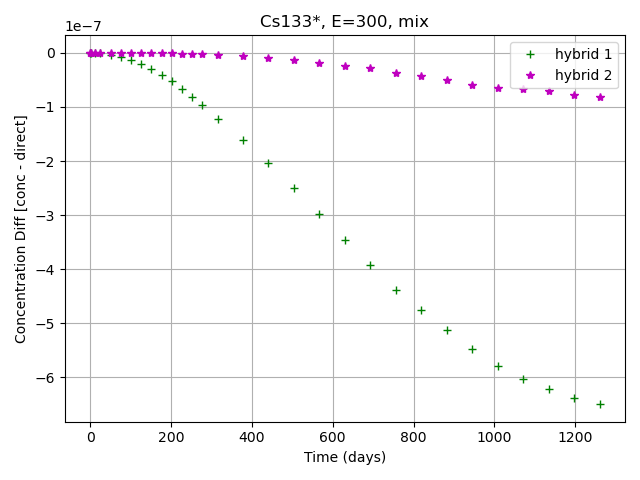 Cs133*, E=300, mix
1e−7
hybrid 1
hybrid 2
0
−1
−2
−3
−4
−5
−6
Concentration Diff [conc - direct]
0 200 400 600 800 1000 1200
Time (days)